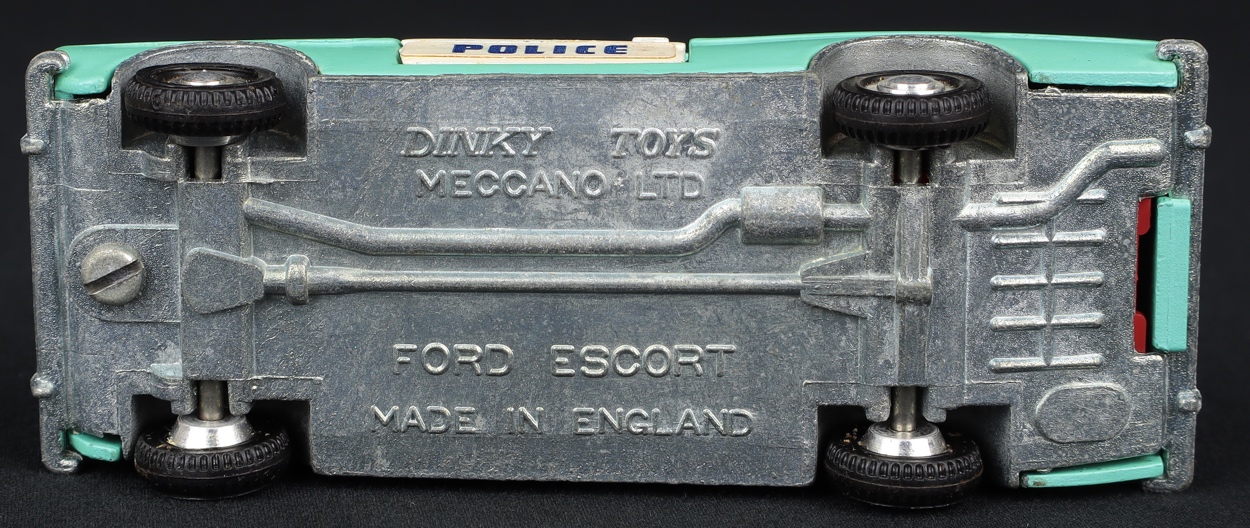 POLICE
DINKY TOYS
MECCANO LTD
FORD ESCORT
MADE IN ENGLAND